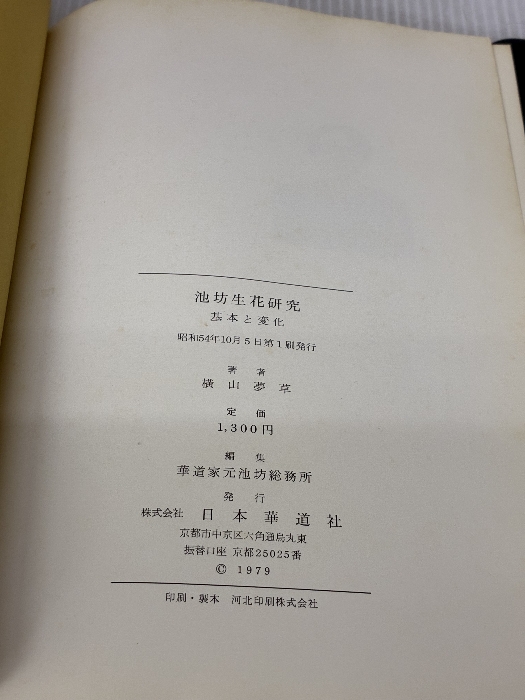 池坊生花研究
基本と変化
昭和54年10月5日第1刷発行
著者
横山夢草
定価
1,300円
編集
華道家元池坊総務所
発行
株式会社 日本華道社
京都市中京区六角通烏丸東
振替口座 京都25025番
© 1979
印刷・製本 河北印刷株式会社